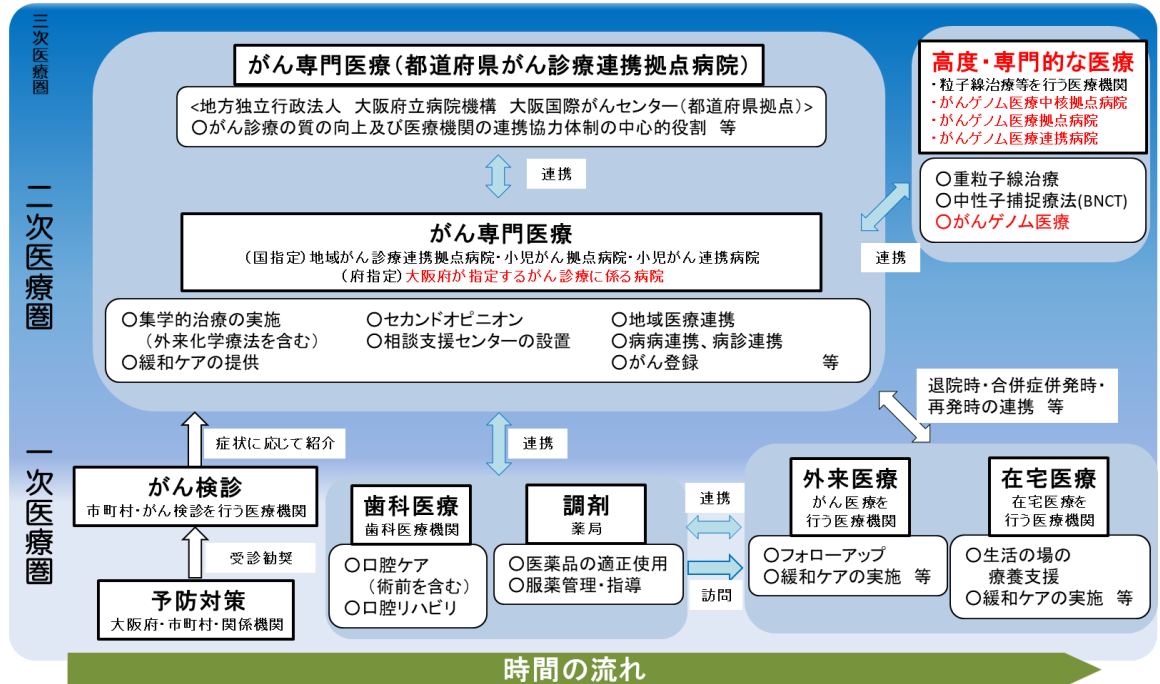 三次医療圏
がん専門医療（都道府県がん診療連携拠点病院）
<地方独立行政法人　大阪府立病院機構　大阪国際がんセンター（都道府県拠点）>
○がん診療の質の向上及び医療機関の連携協力体制の中心的役割　等
高度・専門的な医療
・粒子線治療等を行う医療機関
・がんゲノム医療中核拠点病院
・がんゲノム医療拠点病院
・がんゲノム医療連携病院
○重粒子線治療
○中性子捕捉療法(BNCT)
○がんゲノム医療
連携
連携
二次医療圏
がん専門医療
（国指定）地域がん診療連携拠点病院・小児がん拠点病院・小児がん連携病院
（府指定）大阪府が指定するがん診療に係る病院
○集学的治療の実施
（外来化学療法を含む）
○緩和ケアの提供
○セカンドオピニオン
○相談支援センターの設置
○地域医療連携
○病病連携、病診連携
○がん登録　等
退院時・合併症併発時・
再発時の連携　等
症状に応じて紹介
連携
一次医療圏
がん検診
市町村・がん検診を行う医療機関
受診勧奨
予防対策
大阪府・市町村・関係機関
歯科医療
歯科医療機関
○口腔ケア
（術前を含む）
○口腔リハビリ
調剤
薬局
○医薬品の適正使用
○服薬管理・指導
連携
訪問
外来医療
がん医療を
行う医療機関
○フォローアップ
○緩和ケアの実施　等
在宅医療
在宅医療を
行う医療機関
○生活の場の
療養支援
○緩和ケアの実施　等
時間の流れ